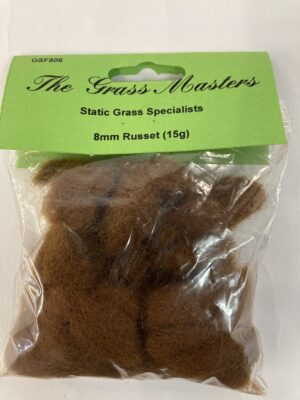 GSF806
The Grass Masters
Static Grass Specialists
8mm Russet (15g)